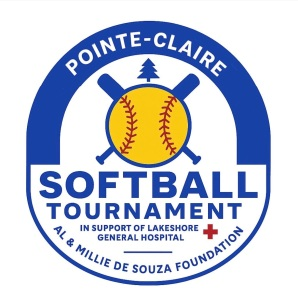 POINTE-CLAIRE
SOFTBALL
TOURNAMENT
IN SUPPORT OF LAKESHORE
GENERAL HOSPITAL
AL & MILLIE DE SOUZA FOUNDATION